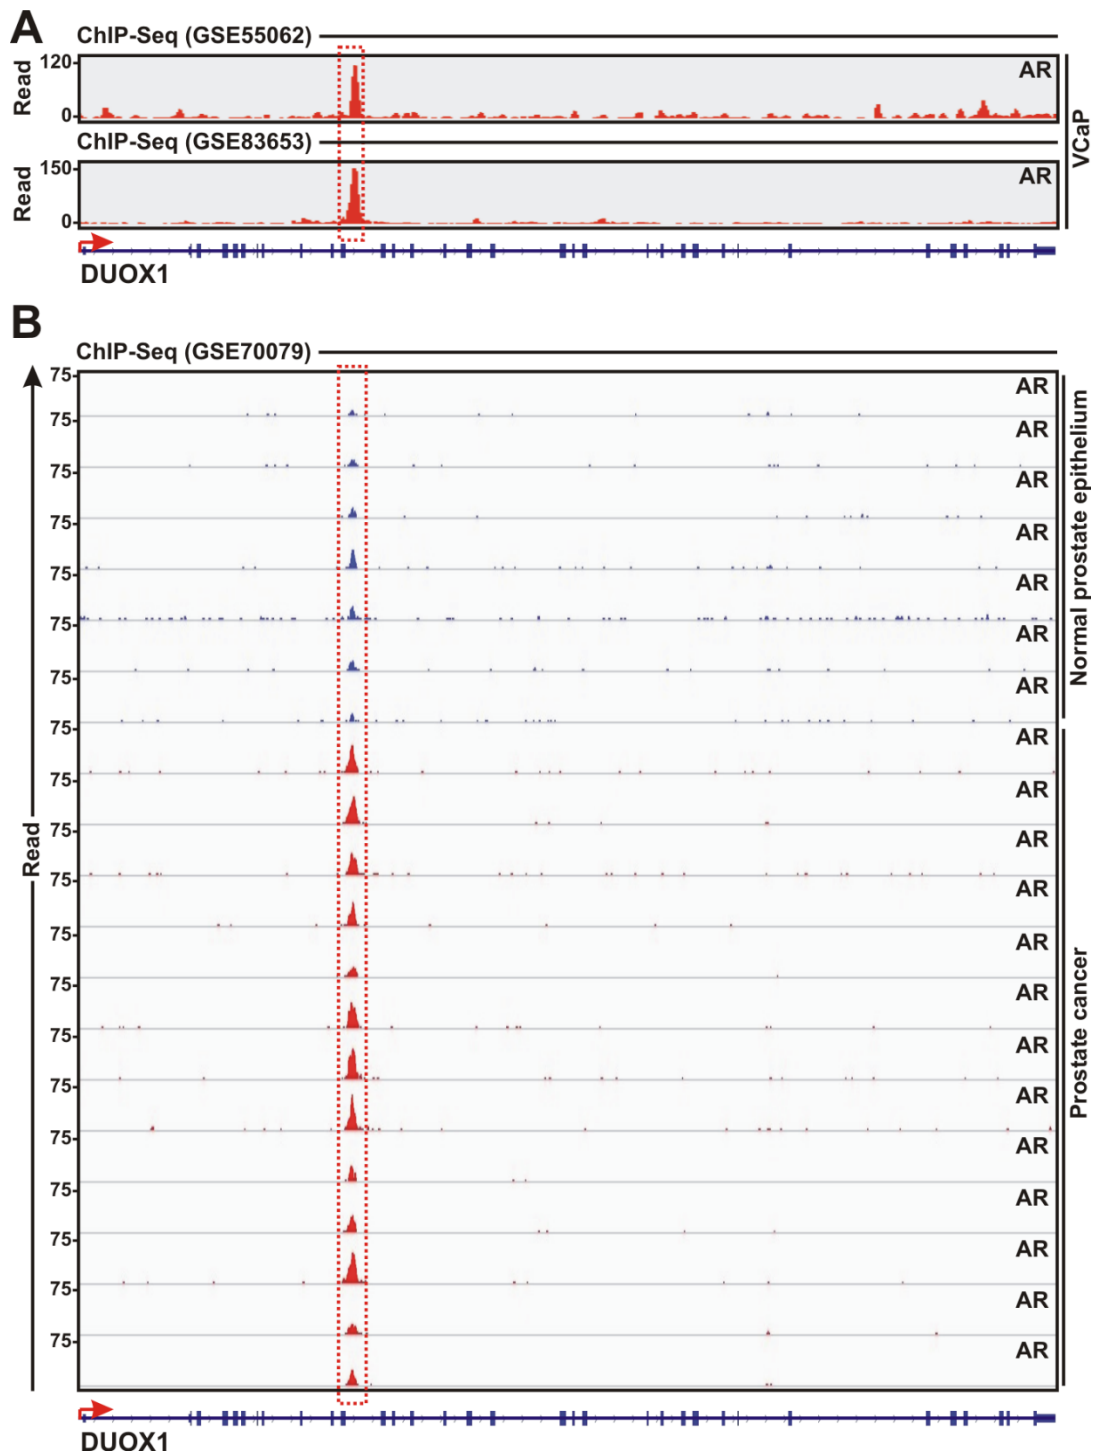 A
ChIP-Seq (GSE55062)
Read
120
0
AR
ChIP-Seq (GSE83653)
Read
150
0
AR
VCaP
DUOX1
B
ChIP-Seq (GSE70079)
75
AR
75
AR
75
AR
75
AR
75
AR
75
AR
75
AR
Normal prostate epithelium
75
AR
75
AR
75
AR
75
AR
75
AR
75
AR
75
AR
75
AR
75
AR
75
AR
75
AR
75
AR
75
AR
Read
Prostate cancer
DUOX1